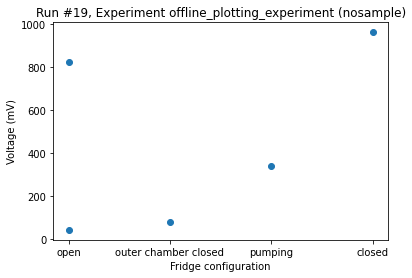 Run #19, Experiment offline_plotting_experiment (nosample)
1000
800
600
400
200
0
Voltage (mV)
open outer chamber closed pumping closed
Fridge configuration